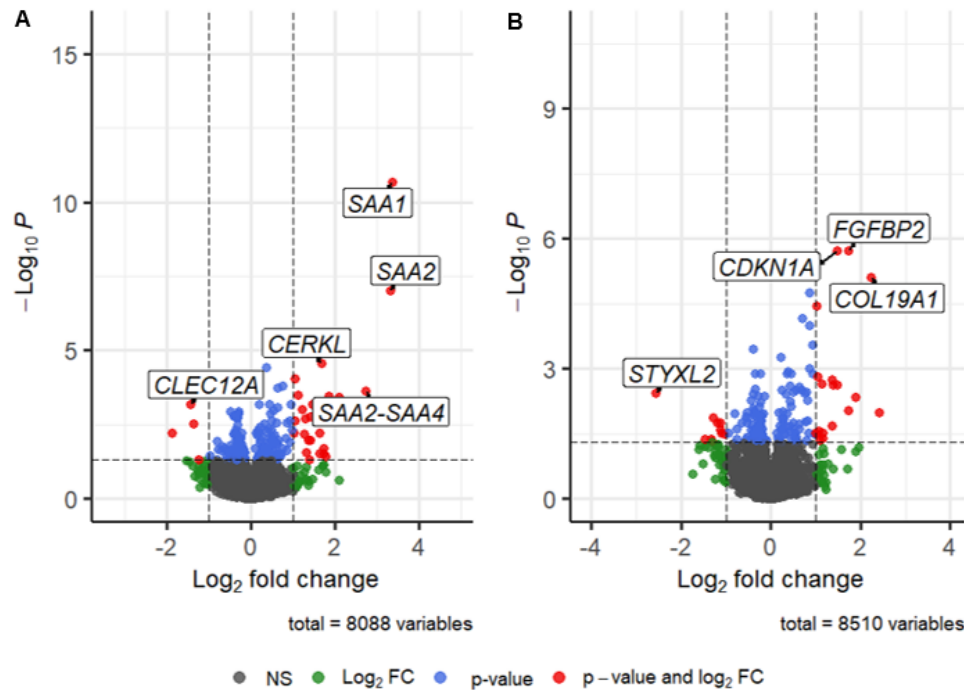 A
B
15
10
5
0
− Log10 P
SAA1
SAA2
CERKL
CLEC12A
SAA2-SAA4
-2 0 2 4
Log2 fold change
total = 8088 variables
9
6
3
0
− Log10 P
FGFBP2
CDKN1A
COL19A1
STYXL2
-4 -2 0 2 4
Log2 fold change
total = 8510 variables
NS Log2 FC p-value p − value and log2 FC